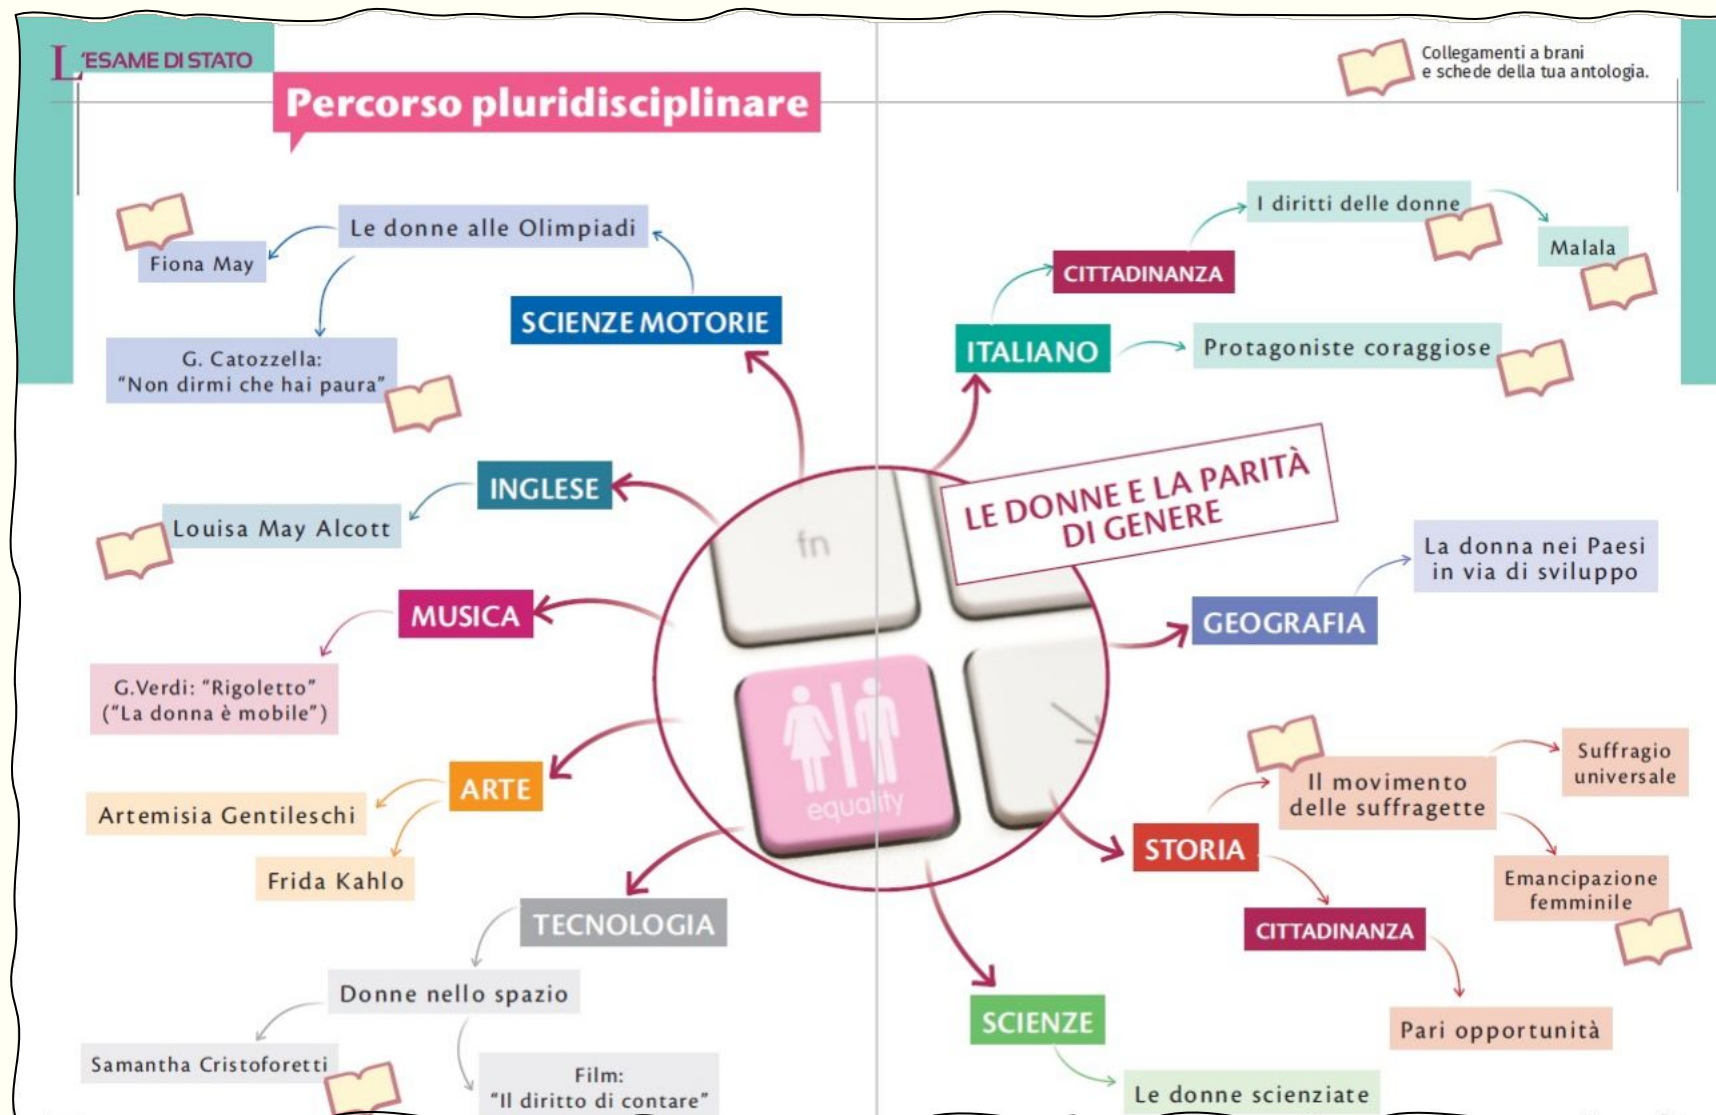 L'ESAME DI STATO
Percorso pluridisciplinare
Collegamenti a brani
e schede della tua antologia.
Le donne alle Olimpiadi
Fiona May
SCIENZE MOTORIE
G. Catozzella:
“Non dirmi che hai paura”
INGLESE
Louisa May Alcott
MUSICA
G.Verdi: “Rigoletto”
(“La donna è mobile”)
ARTE
Artemisia Gentileschi
Frida Kahlo
TECNOLOGIA
Donne nello spazio
Samantha Cristoforetti
Film:
“Il diritto di contare”
fn
equality
LE DONNE E LA PARITÀ
DI GENERE
I diritti delle donne
Malala
CITTADINANZA
ITALIANO
Protagoniste coraggiose
La donna nei Paesi
in via di sviluppo
GEOGRAFIA
Suffragio
universale
Il movimento
delle suffragette
STORIA
Emancipazione
femminile
CITTADINANZA
Pari opportunità
SCIENZE
Le donne scienziate